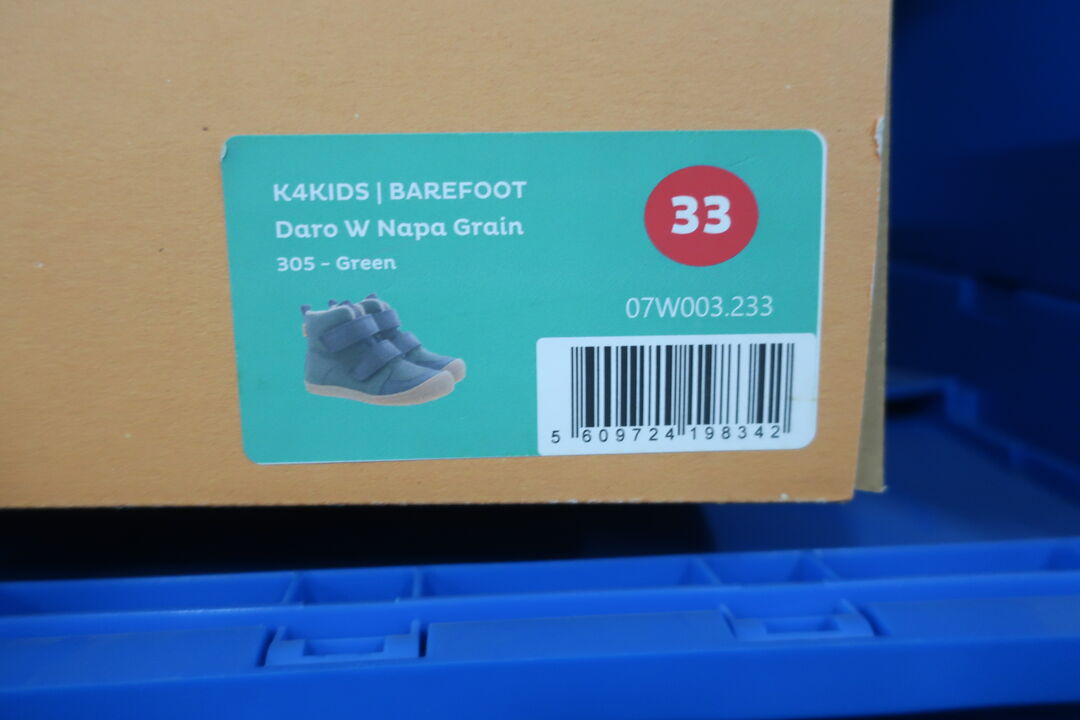 K4KIDS | BAREFOOT
Daro W Napa Grain
305 - Green
33
07W003.233
5 609724 198342